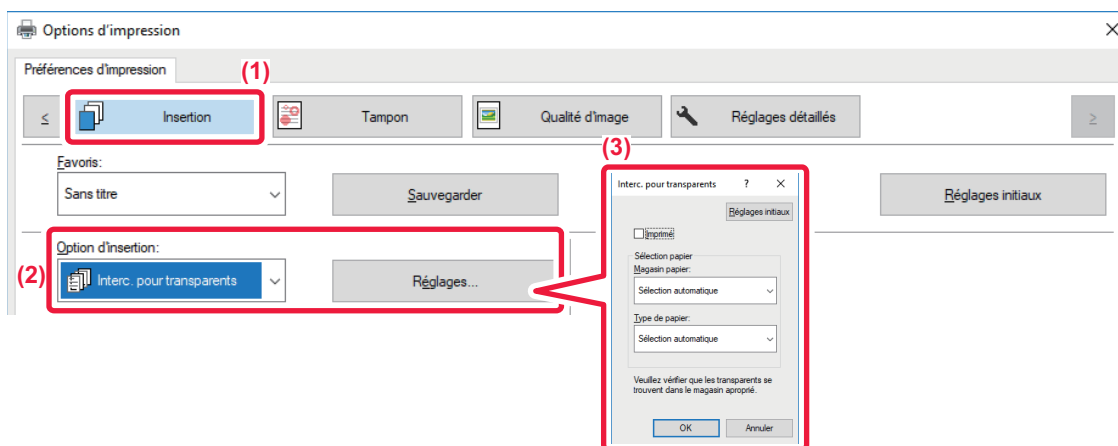 Options d'impression
Préférences d'impression
(1)
<
Insertion
Tampon
Qualité d'image
Réglages détaillés
>
Favoris:
Sans titre
Sauvegarder
Réglages initiaux
(2)
Option d'insertion:
Interc. pour transparents
Réglages...
(3)
Interc. pour transparents ?
Réglages initiaux
Imprimé
Sélection papier
Magasin papier:
Sélection automatique
Type de papier:
Sélection automatique
Veuillez vérifier que les transparents se
trouvent dans le magasin aproprié.
OK
Annuler